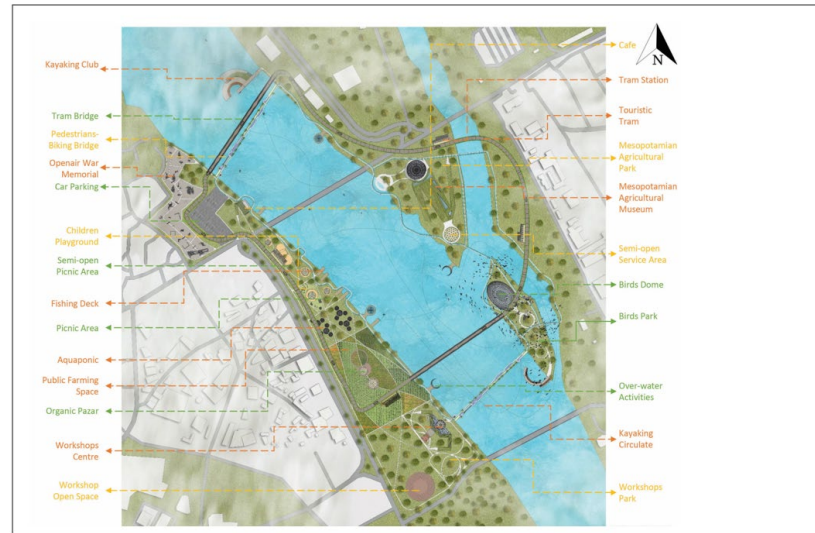 Kayaking Club
Tram Bridge
Pedestrians-
Biking Bridge
Openair War
Memorial
Car Parking
Children
Playground
Semi-open
Picnic Area
Fishing Deck
Picnic Area
Aquaponic
Public Farming
Space
Organic Pazar
Workshops
Centre
Workshop
Open Space
N
Cafe
Tram Station
Touristic
Tram
Mesopotamian
Agricultural
Park
Mesopotamian
Agricultural
Museum
Semi-open
Service Area
Birds Dome
Birds Park
Over-water
Activities
Kayaking
Circulate
Workshops
Park